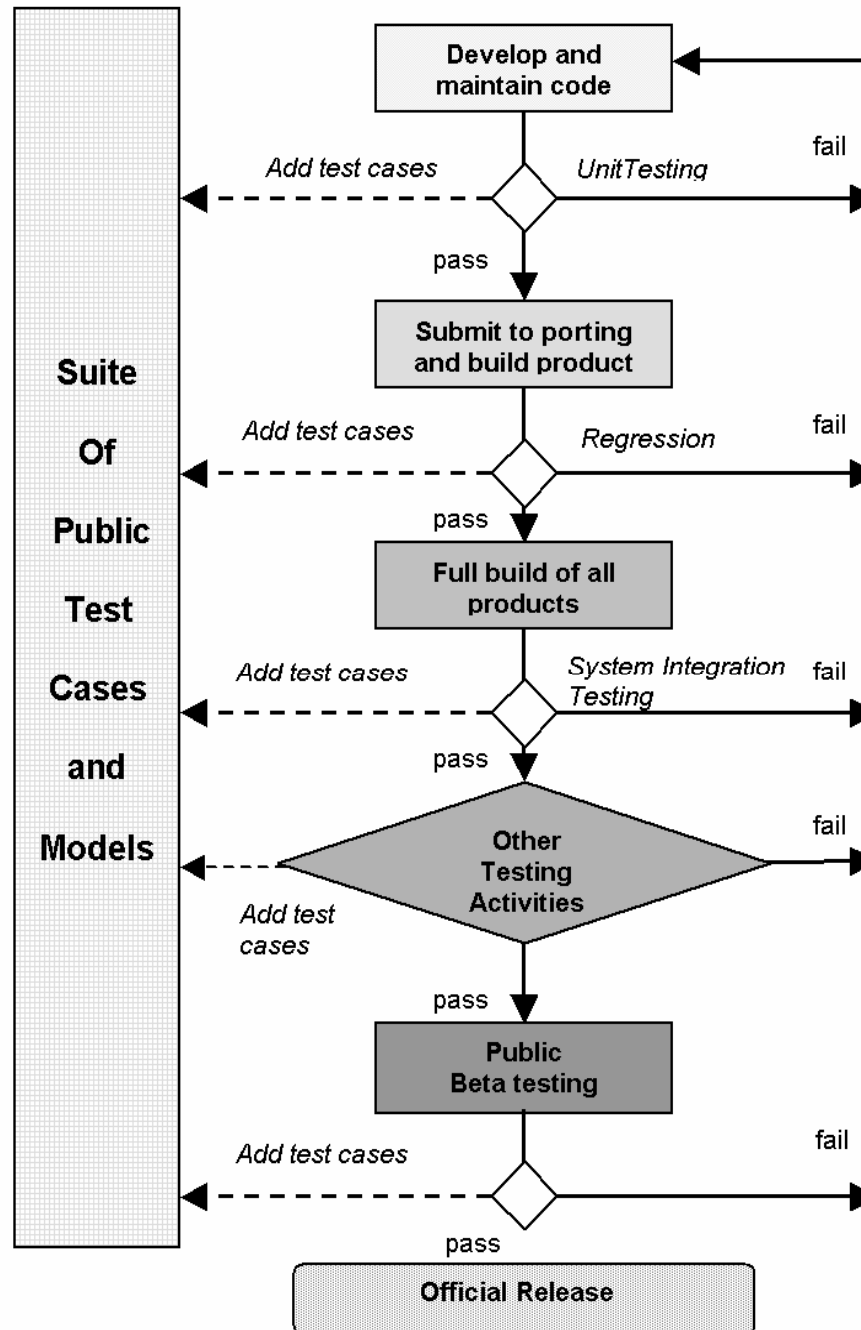 Suite
Of
Public
Test
Cases
and
Models
Develop and
maintain code
fail
Add test cases
UnitTesting
pass
Submit to porting
and build product
fail
Add test cases
Regression
pass
Full build of all
products
Add test cases
System Integration
Testing
fail
pass
Other
Testing
Activities
fail
Add test
cases
pass
Public
Beta testing
Add test cases
fail
pass
Official Release